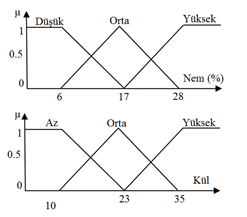 μ
Düşük Orta Yüksek
1
0.5
0
6 17 28 Nem (%)
μ
Az Orta Yüksek
1
0.5
0
10 23 35 Kül